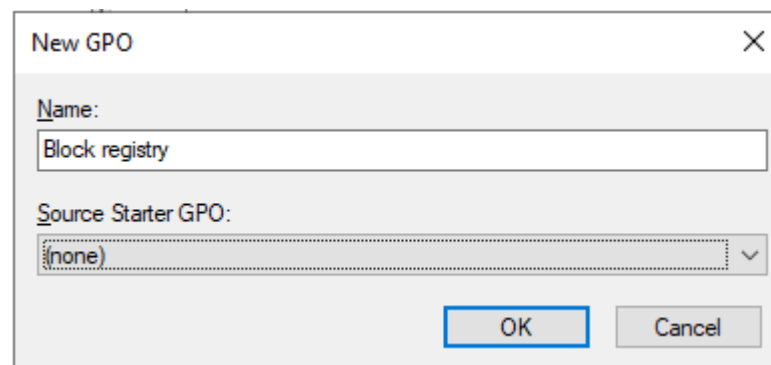 New GPO
Name:
Block registry
Source Starter GPO:
(none)
OK Cancel